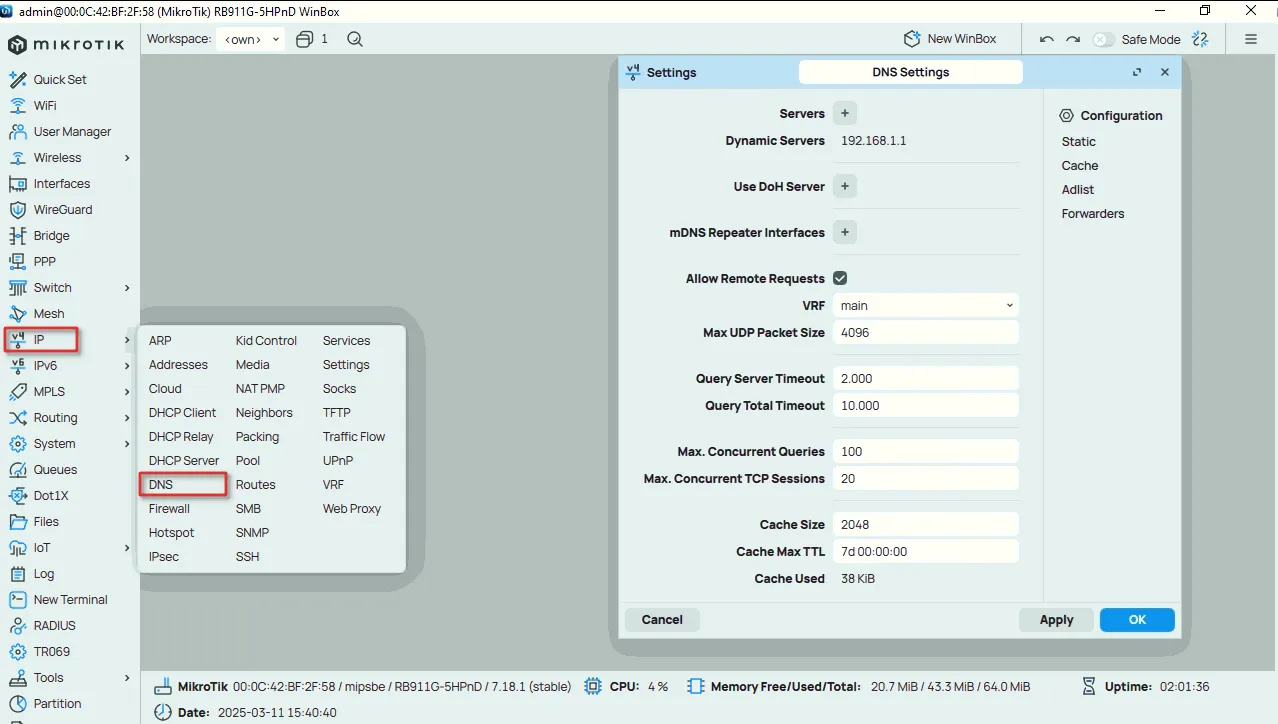 admin@00:0C:42:BF:2F:58 (MikroTik) RB911G-5HPnD WinBox
MIKROTIK
Workspace: <own> 1
New WinBox
Safe Mode
Quick Set
WiFi
User Manager
Wireless
Interfaces
WireGuard
Bridge
PPP
Switch
Mesh
IP
IPv6
MPLS
Routing
System
Queues
Dot1X
Files
IoT
Log
New Terminal
RADIUS
TR069
Tools
Partition
ARP
Addresses
Cloud
DHCP Client
DHCP Relay
DHCP Server
DNS
Firewall
Hotspot
IPsec
Kid Control
Media
NAT PMP
Neighbors
Packing
Pool
Routes
SMB
SNMP
SSH
Services
Settings
Socks
TFTP
Traffic Flow
UPnP
VRF
Web Proxy
Settings
DNS Settings
Servers +
Dynamic Servers 192.168.1.1
Use DoH Server +
mDNS Repeater Interfaces +
Allow Remote Requests
VRF main
Max UDP Packet Size 4096
Query Server Timeout 2.000
Query Total Timeout 10.000
Max. Concurrent Queries 100
Max. Concurrent TCP Sessions 20
Cache Size 2048
Cache Max TTL 7d 00:00:00
Cache Used 38 KiB
Configuration
Static
Cache
Adlist
Forwarders
Cancel
Apply
OK
MikroTik 00:0C:42:BF:2F:58 / mipsbe / RB911G-5HPnD / 7.18.1 (stable) CPU: 4 % Memory Free/Used/Total: 20.7 MiB / 43.3 MiB / 64.0 MiB Uptime: 02:01:36
Date: 2025-03-11 15:40:40